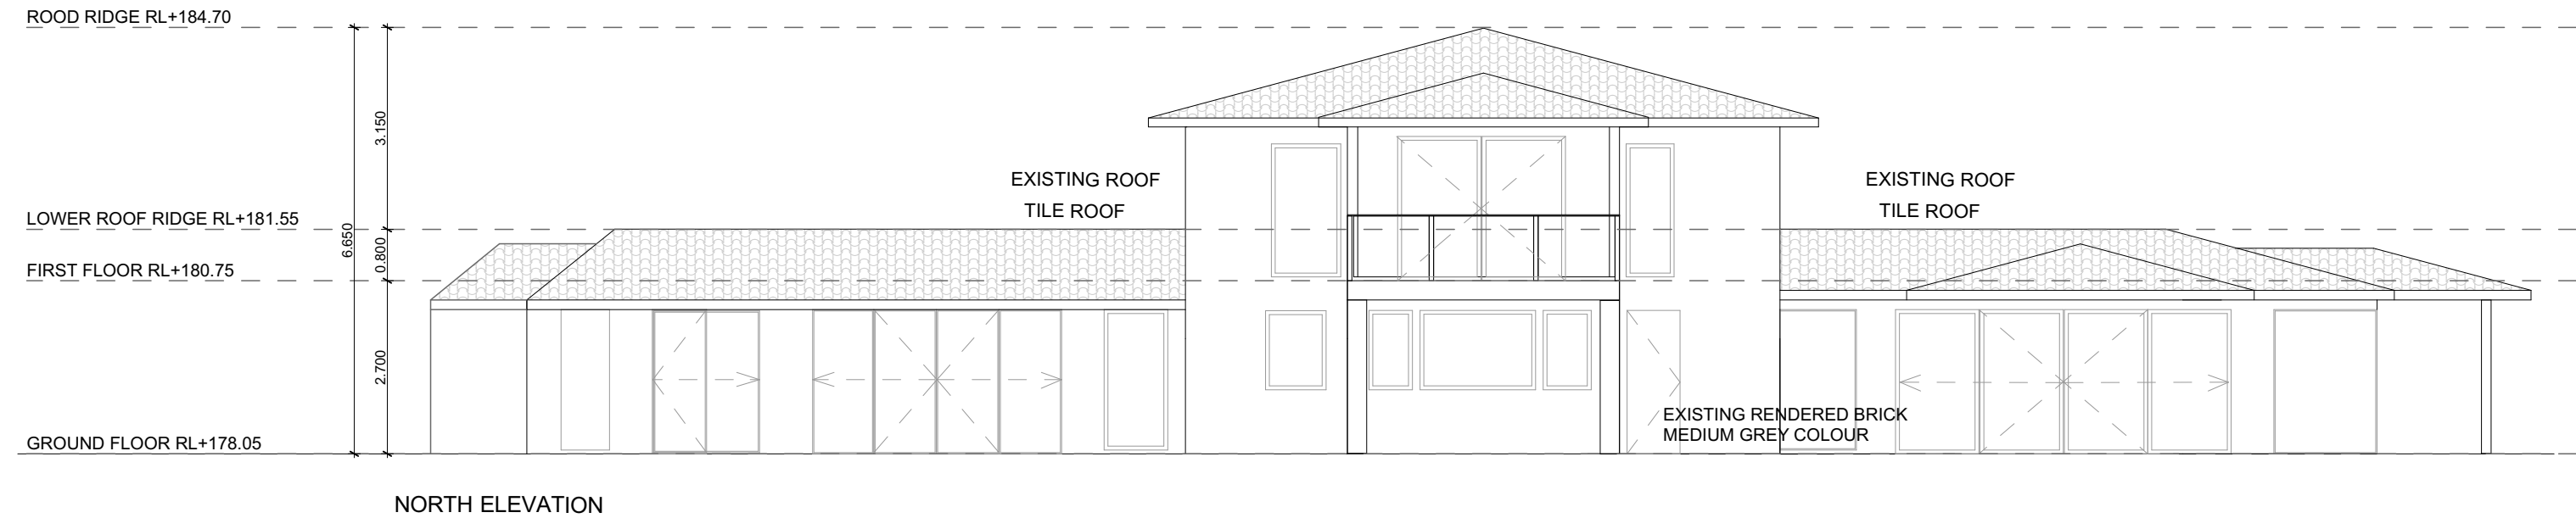 ROOD RIDGE RL+184.70
3.150
EXISTING ROOF
TILE ROOF
EXISTING ROOF
TILE ROOF
LOWER ROOF RIDGE RL+181.55
6.650
0.800
FIRST FLOOR RL+180.75
2.700
EXISTING RENDERED BRICK
MEDIUM GREY COLOUR
GROUND FLOOR RL+178.05
NORTH ELEVATION